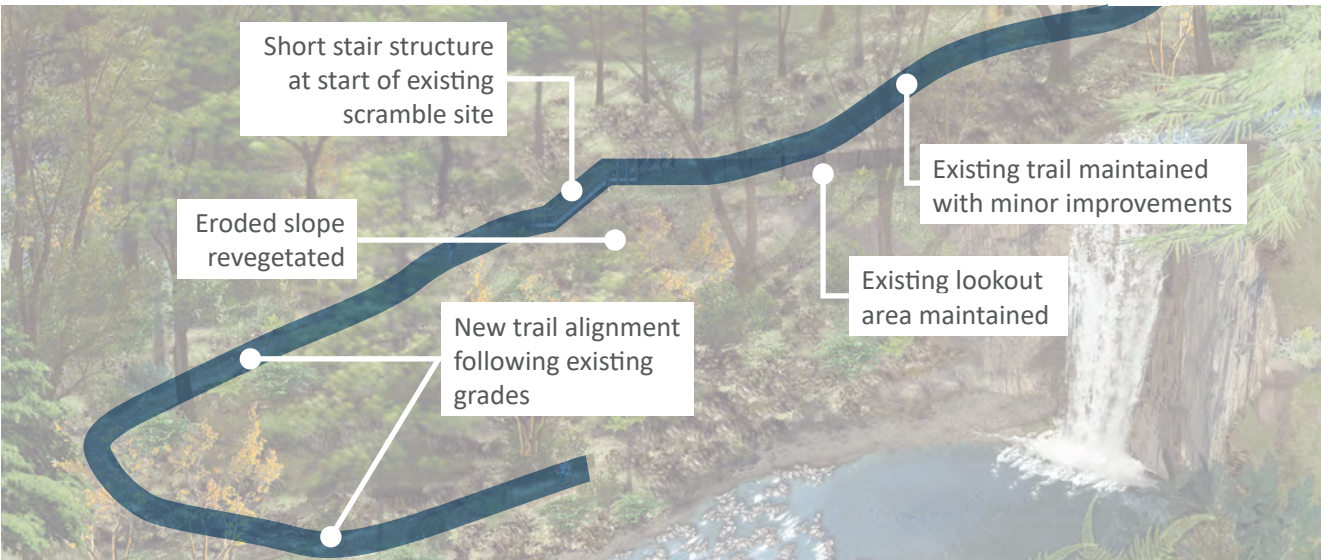 Short stair structure
at start of existing
scramble site
Existing trail maintained
with minor improvements
Eroded slope
revegetated
Existing lookout
area maintained
New trail alignment
following existing
grades